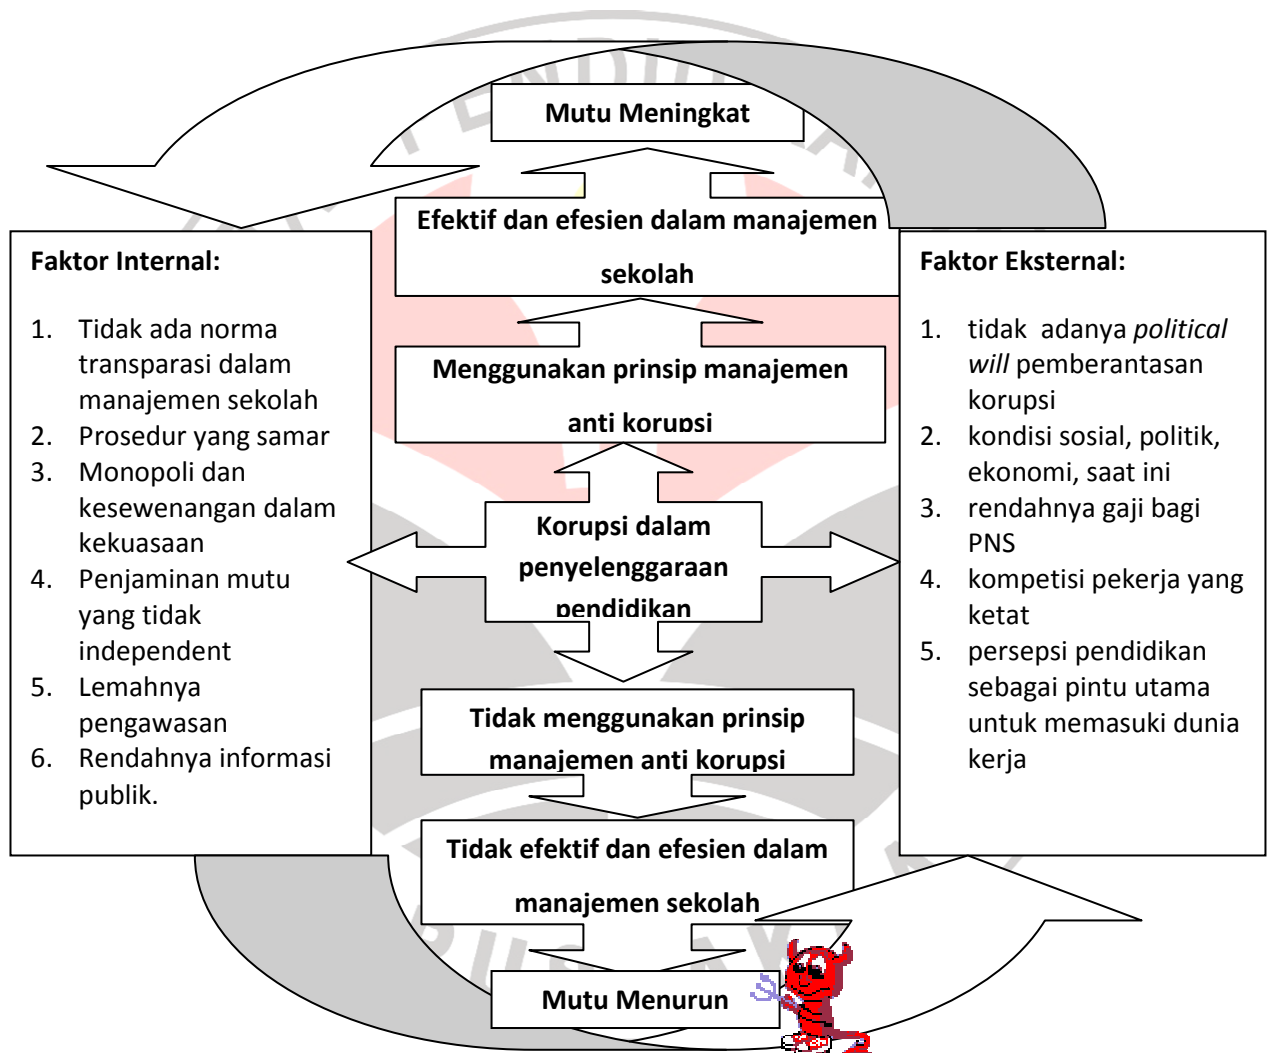 Mutu Meningkat
Efektif dan efesien dalam manajemen
sekolah
Menggunakan prinsip manajemen
anti korupsi
Faktor Internal:
1. Tidak ada norma
transparasi dalam
manajemen sekolah
2. Prosedur yang samar
3. Monopoli dan
kesewenangan dalam
kekuasaan
4. Penjaminan mutu
yang tidak
independent
5. Lemahnya
pengawasan
6. Rendahnya informasi
publik.
Korupsi dalam
penyelenggaraan
pendidikan
Faktor Eksternal:
1. tidak adanya political
will pemberantasan
korupsi
2. kondisi sosial, politik,
ekonomi, saat ini
3. rendahnya gaji bagi
PNS
4. kompetisi pekerja yang
ketat
5. persepsi pendidikan
sebagai pintu utama
untuk memasuki dunia
kerja
Tidak menggunakan prinsip
manajemen anti korupsi
Tidak efektif dan efesien dalam
manajemen sekolah
Mutu Menurun